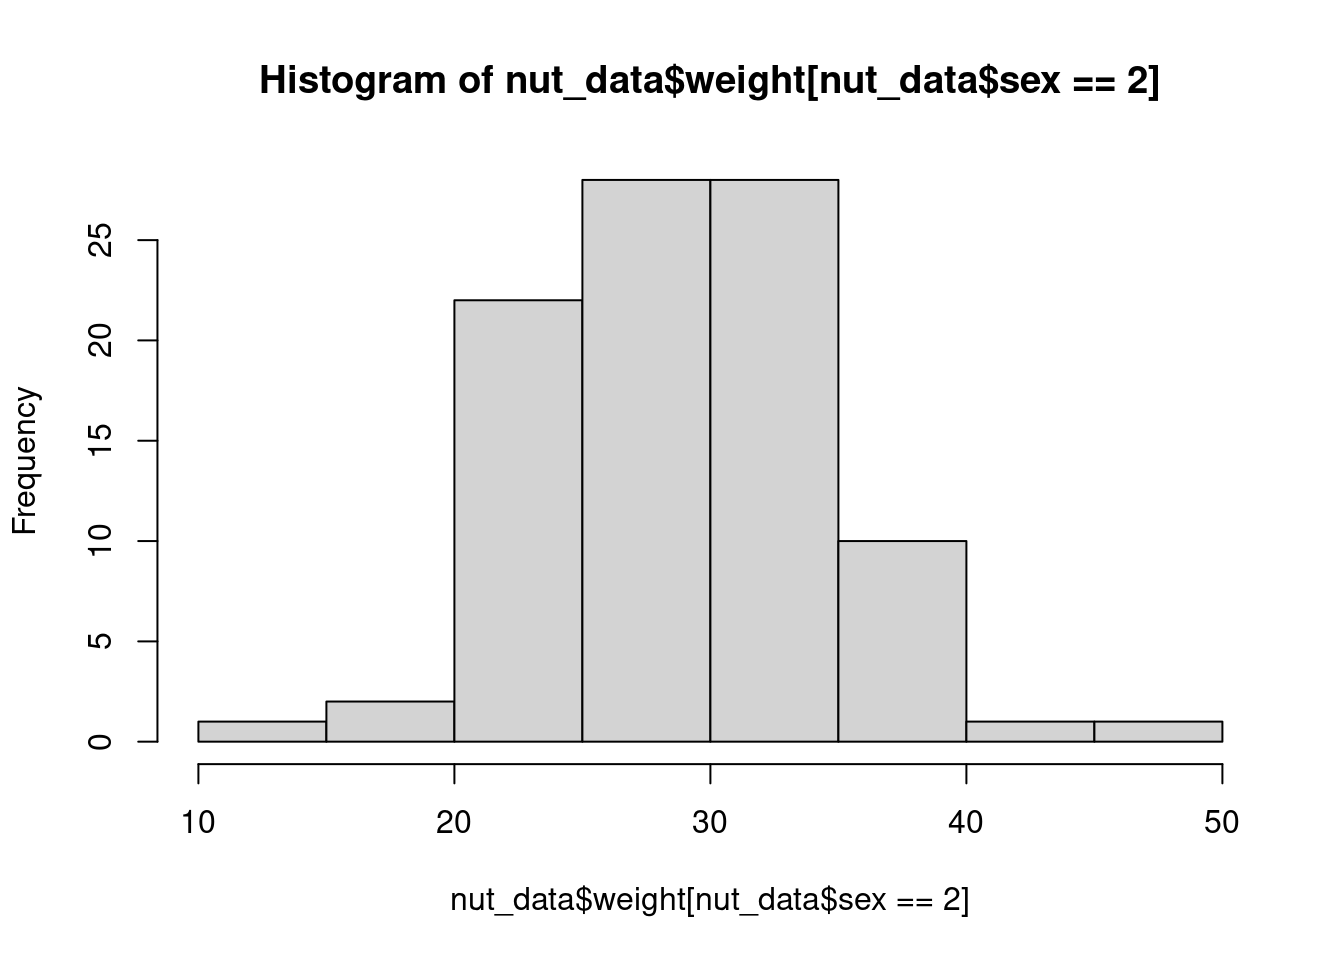 Histogram of nut_data$weight[nut_data$sex == 2]
Frequency
25
20
15
10
5
0
10 20 30 40 50
nut_data$weight[nut_data$sex == 2]